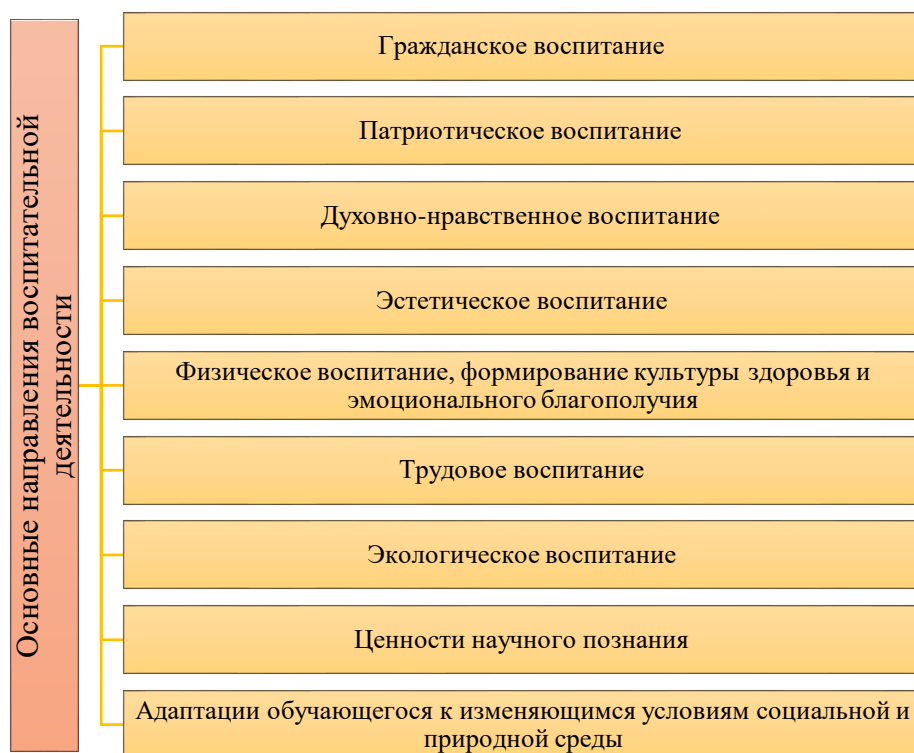 Основные направления воспитательной
деятельности
Гражданское воспитание
Патриотическое воспитание
Духовно-нравственное воспитание
Эстетическое воспитание
Физическое воспитание, формирование культуры здоровья и
эмоционального благополучия
Трудовое воспитание
Экологическое воспитание
Ценности научного познания
Адаптации обучающегося к изменяющимся условиям социальной и
природной среды